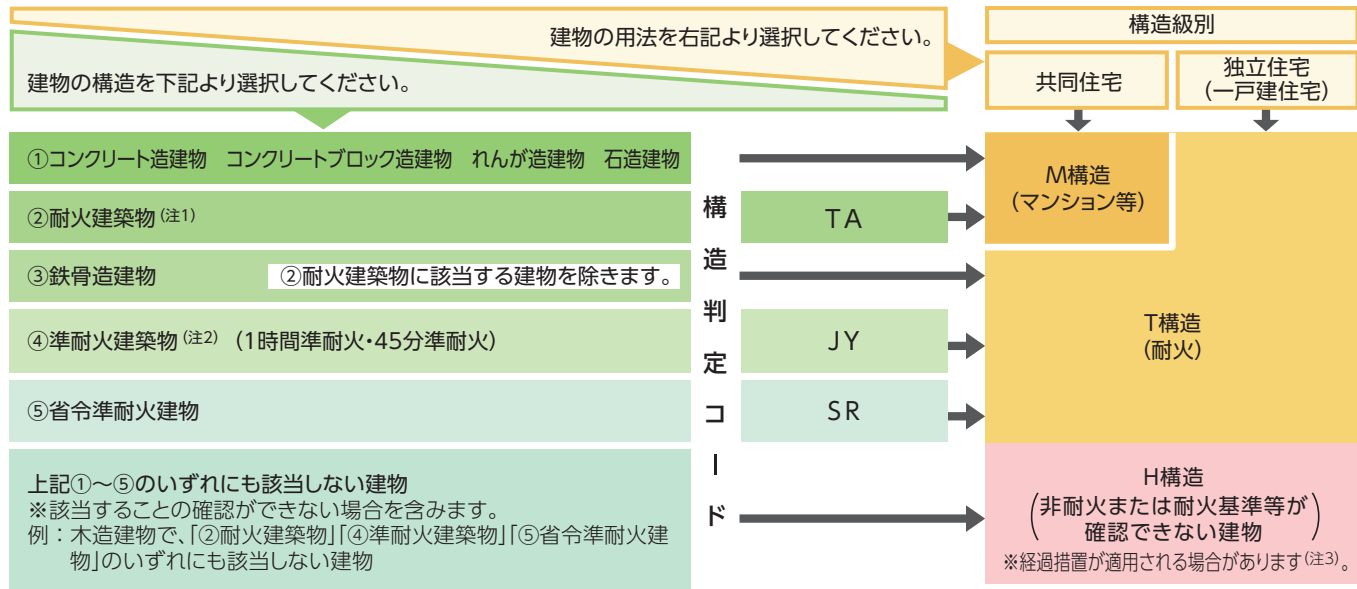 建物の用法を右記より選択してください。
建物の構造を下記より選択してください。
構造級別
共同住宅
独立住宅
(一戸建住宅)
①コンクリート造建物 コンクリートブロック造建物 れんが造建物 石造建物
②耐火建築物(注1)
③鉄骨造建物 ②耐火建築物に該当する建物を除きます。
④準耐火建築物(注2) (1時間準耐火・45分準耐火)
⑤省令準耐火建物
上記①〜⑤のいずれにも該当しない建物
※該当することの確認ができない場合を含みます。
例：木造建物で、「②耐火建築物」「④準耐火建築物」「⑤省令準耐火建
物」のいずれにも該当しない建物
構造判定コード
TA
JY
SR
M構造
(マンション等)
T構造
(耐火)
H構造
(非耐火または耐火基準等が
確認できない建物)
※経過措置が適用される場合があります(注3)。